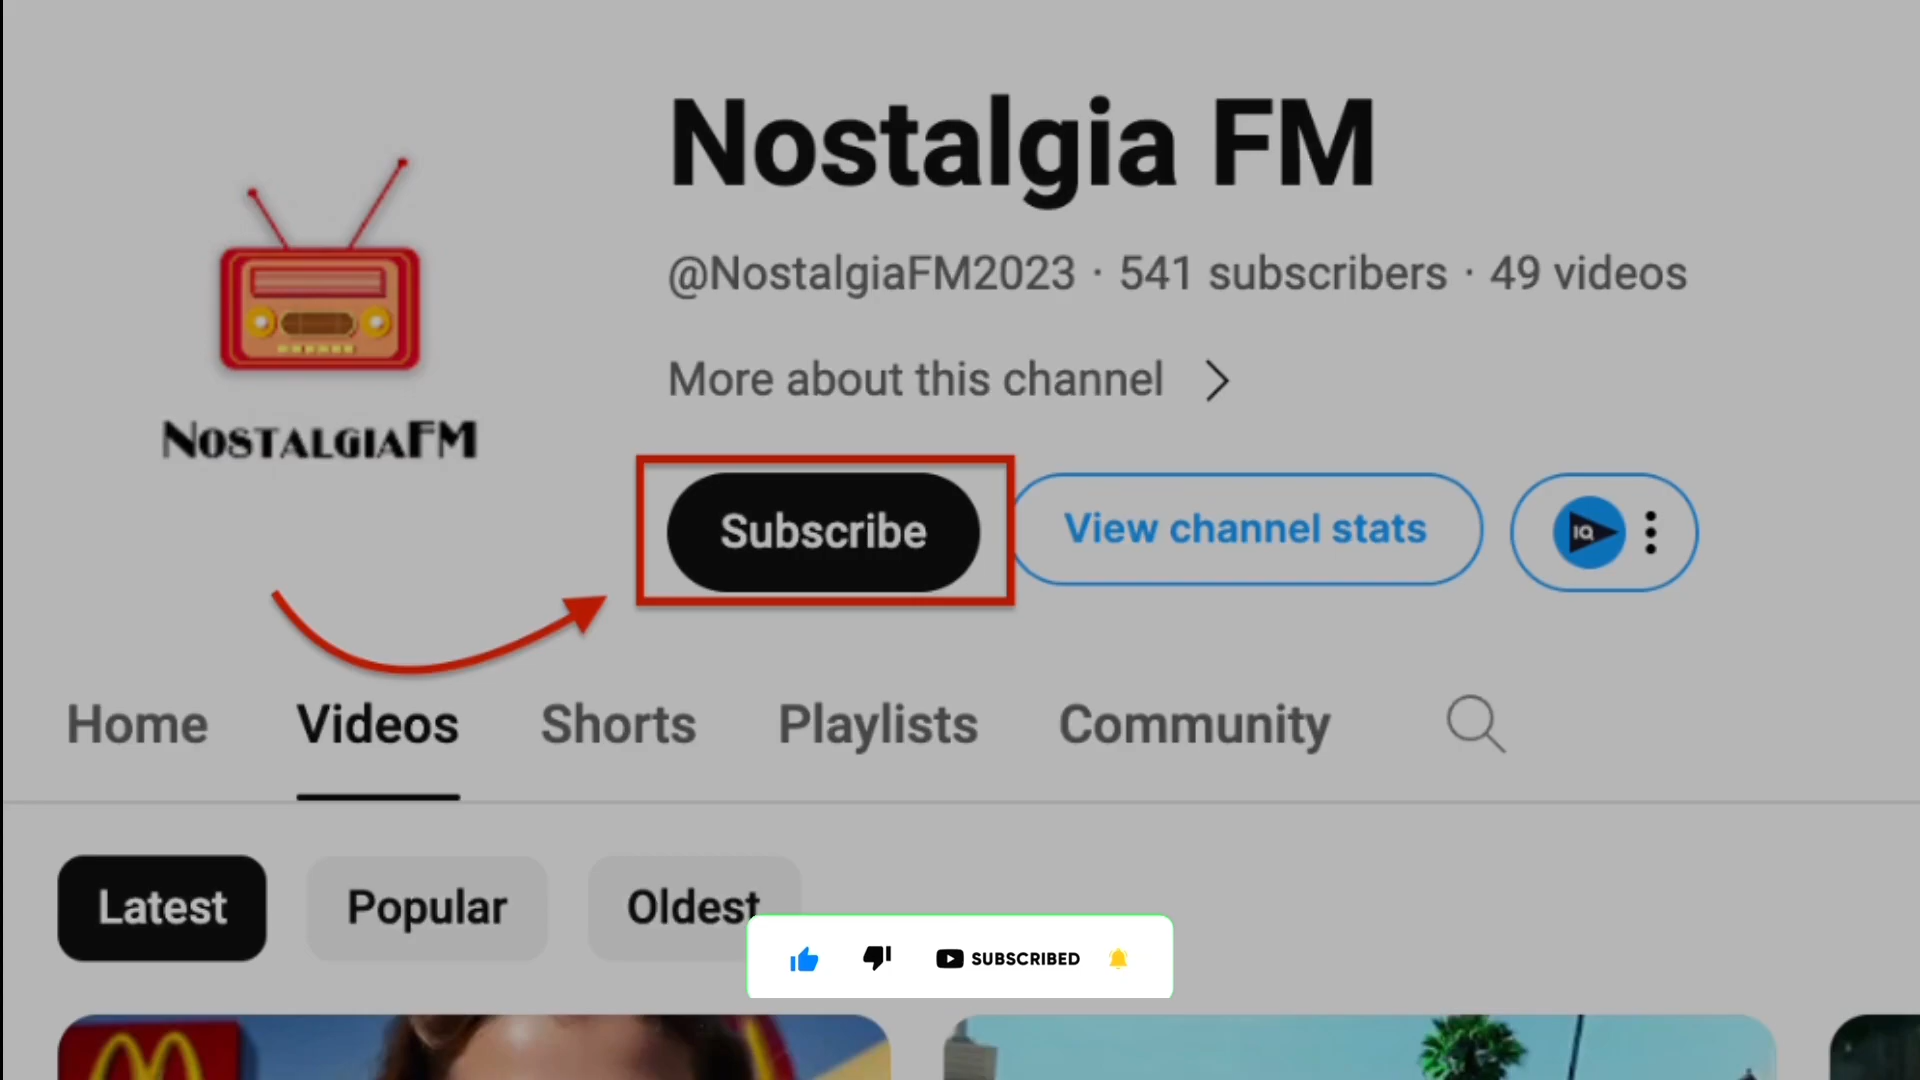 Nostalgia FM
@NostalgiaFM2023 · 541 subscribers · 49 videos
More about this channel
NOSTALGIAFM
Subscribe
View channel stats
IQ
Home Videos Shorts Playlists Community
Latest Popular Oldest
SUBSCRIBED